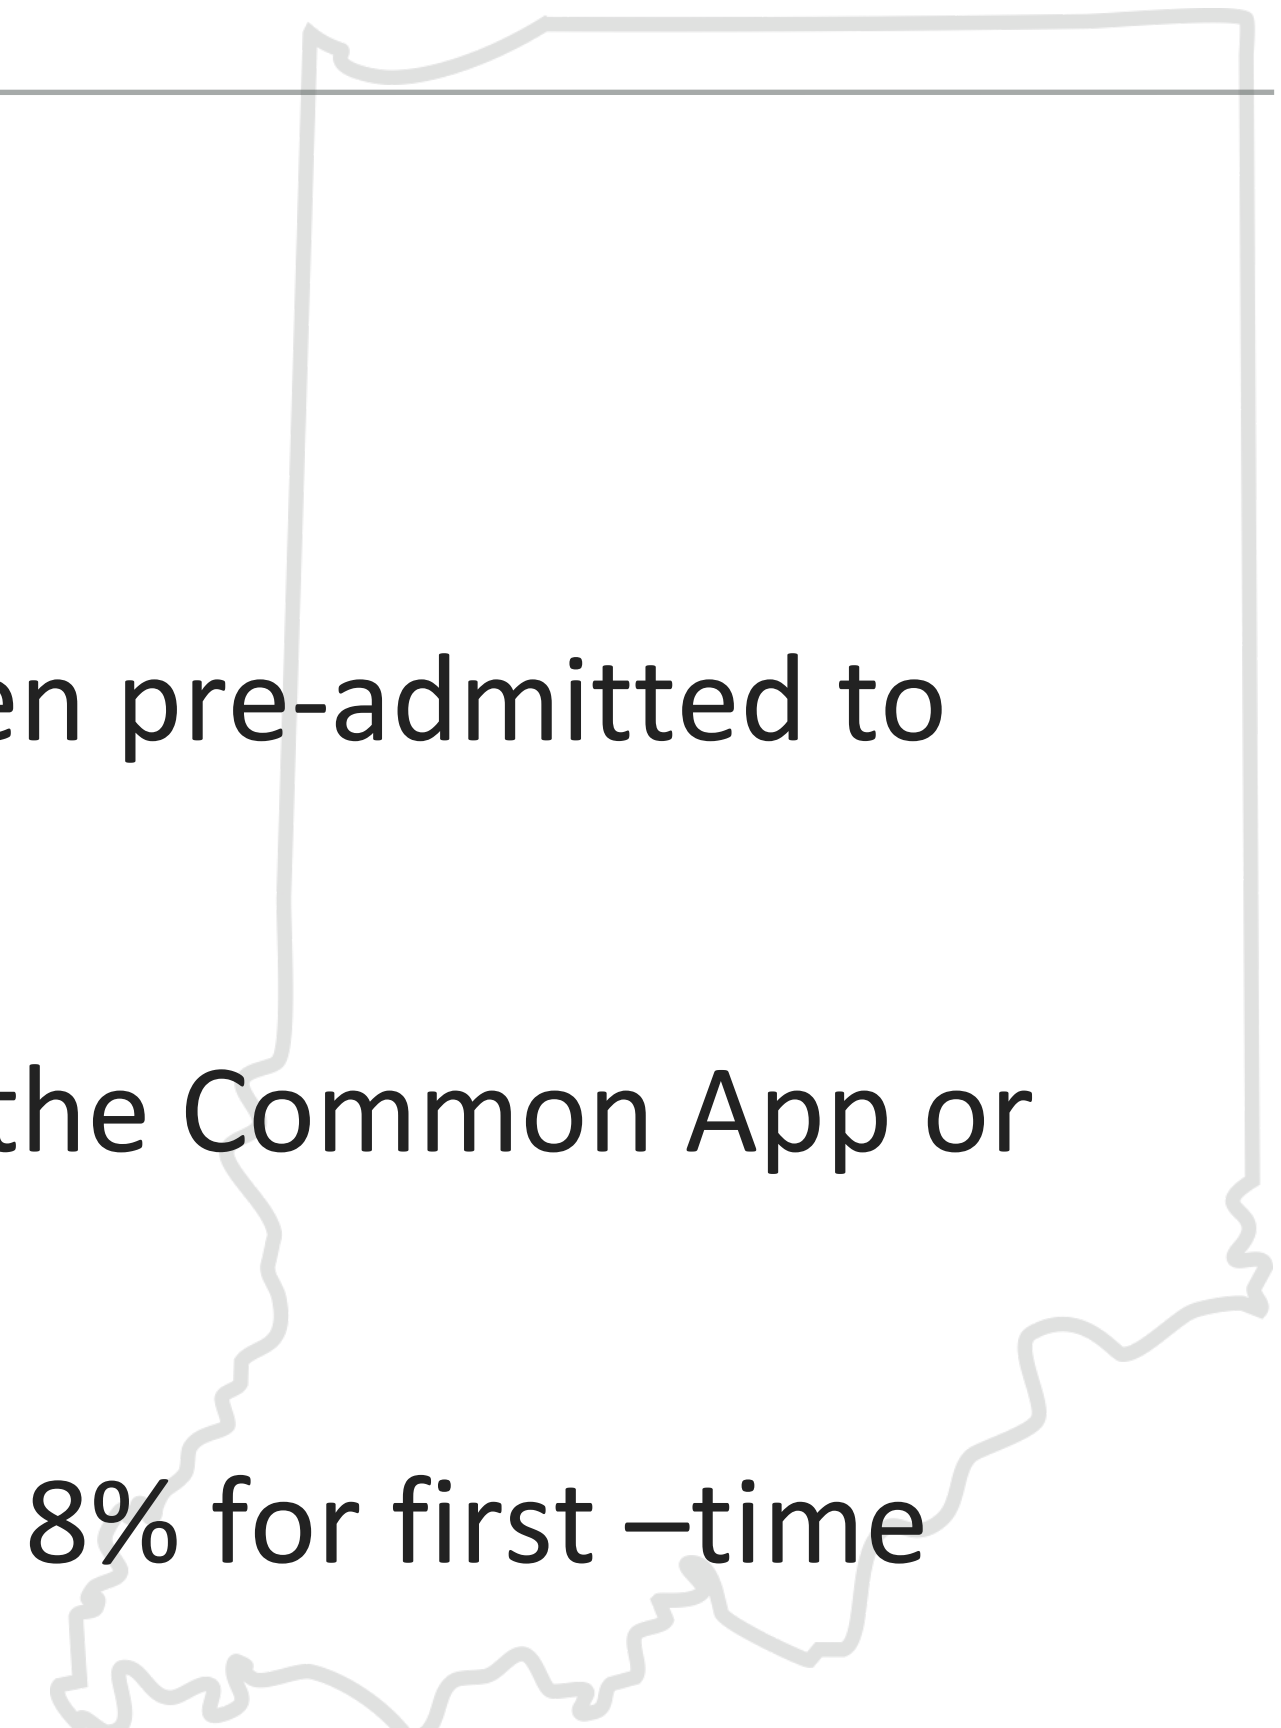 en pre-admitted to
the Common App or
8% for first –time